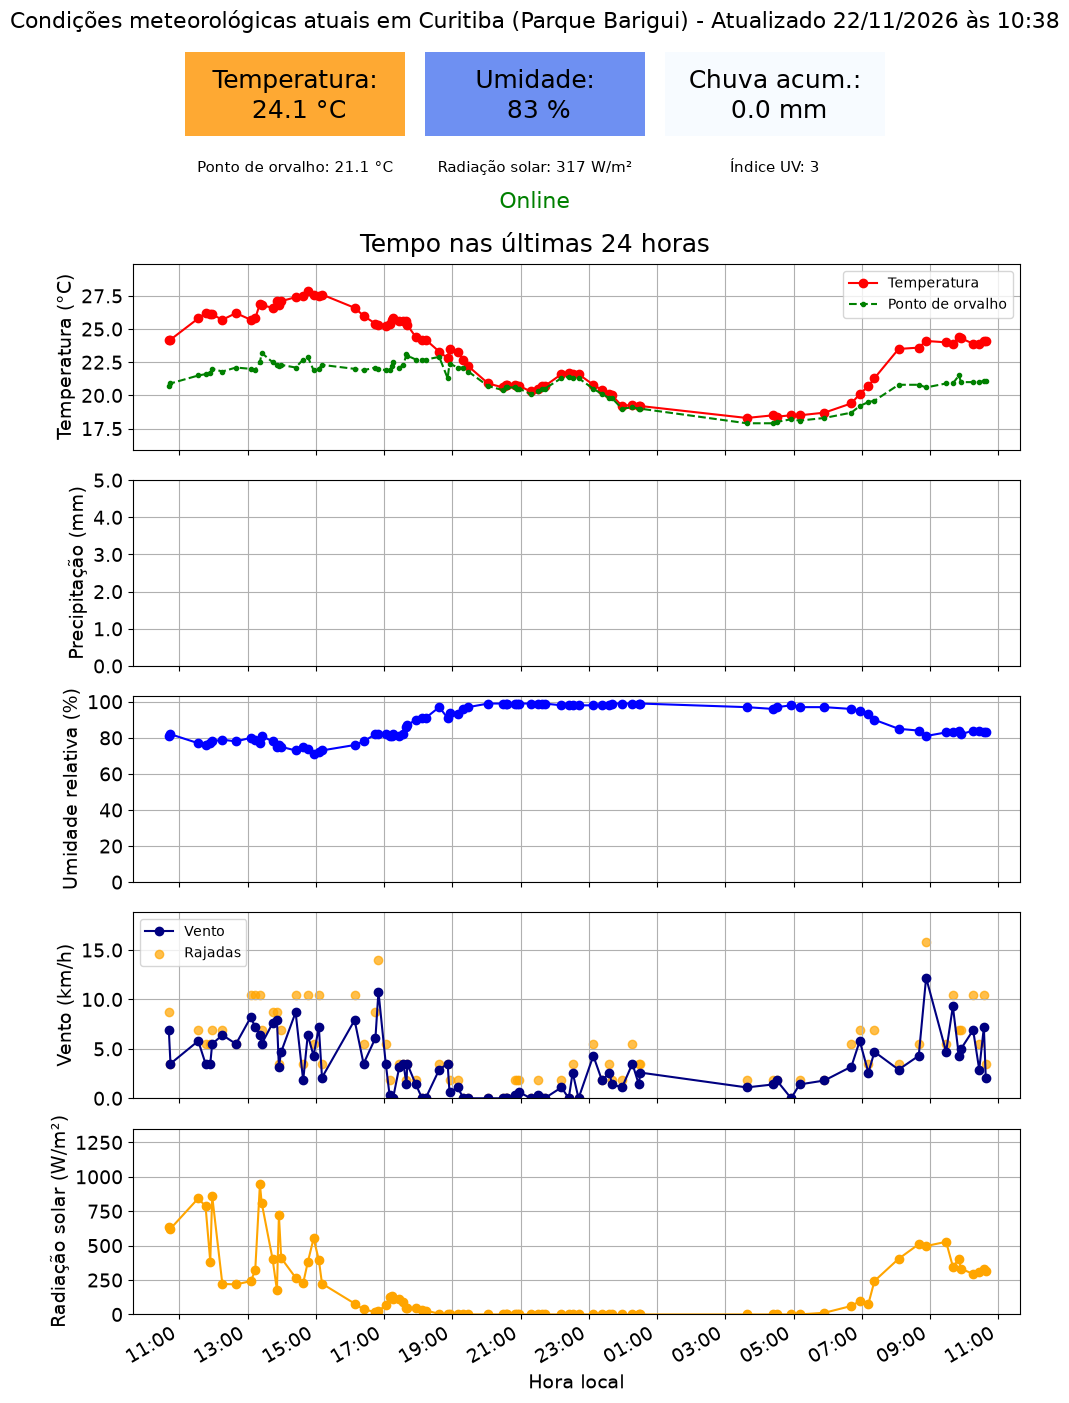 Condições meteorológicas atuais em Curitiba (Parque Barigui) - Atualizado 22/11/2026 às 10:38
Temperatura:
24.1 °C
Umidade:
83 %
Chuva acum.:
0.0 mm
Ponto de orvalho: 21.1 °C
Radiação solar: 317 W/m²
Índice UV: 3
Online
Tempo nas últimas 24 horas
Temperatura (°C)
27.5
25.0
22.5
20.0
17.5
Temperatura
Ponto de orvalho
Precipitação (mm)
5.0
4.0
3.0
2.0
1.0
0.0
Umidade relativa (%)
100
80
60
40
20
0
Vento (km/h)
15.0
10.0
5.0
0.0
Vento
Rajadas
Radiação solar (W/m²)
1250
1000
750
500
250
0
11:00
13:00
15:00
17:00
19:00
21:00
23:00
01:00
03:00
05:00
07:00
09:00
11:00
Hora local